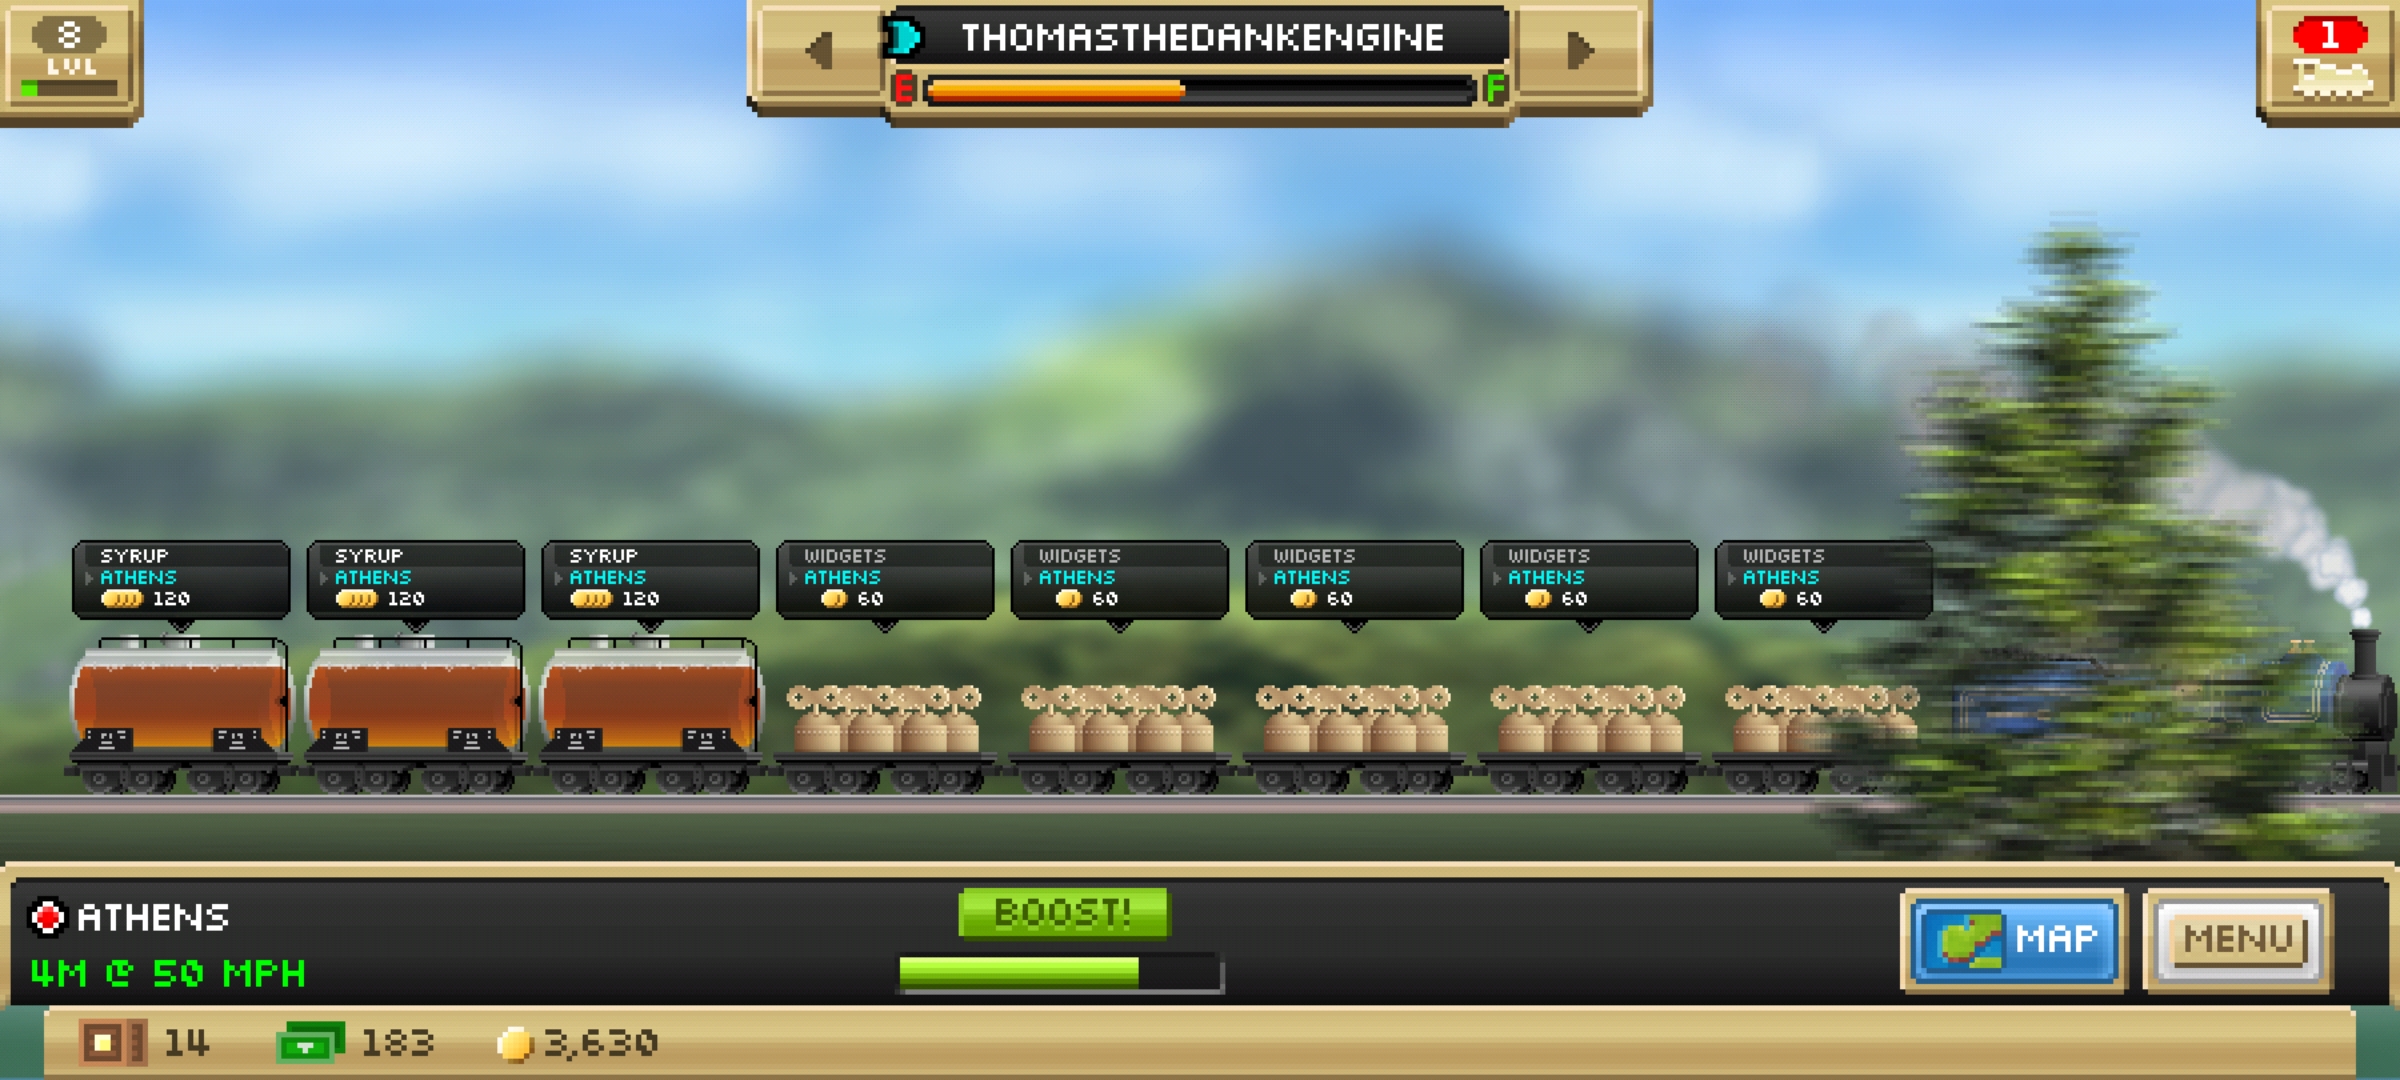 8
LVL
THOMASTHEDANKENGINE
E F
1
SYRUP
ATHENS
120
SYRUP
ATHENS
120
SYRUP
ATHENS
120
WIDGETS
ATHENS
60
WIDGETS
ATHENS
60
WIDGETS
ATHENS
60
WIDGETS
ATHENS
60
WIDGETS
ATHENS
60
ATHENS
4M @ 50 MPH
BOOST!
MAP
MENU
14
183
3,630